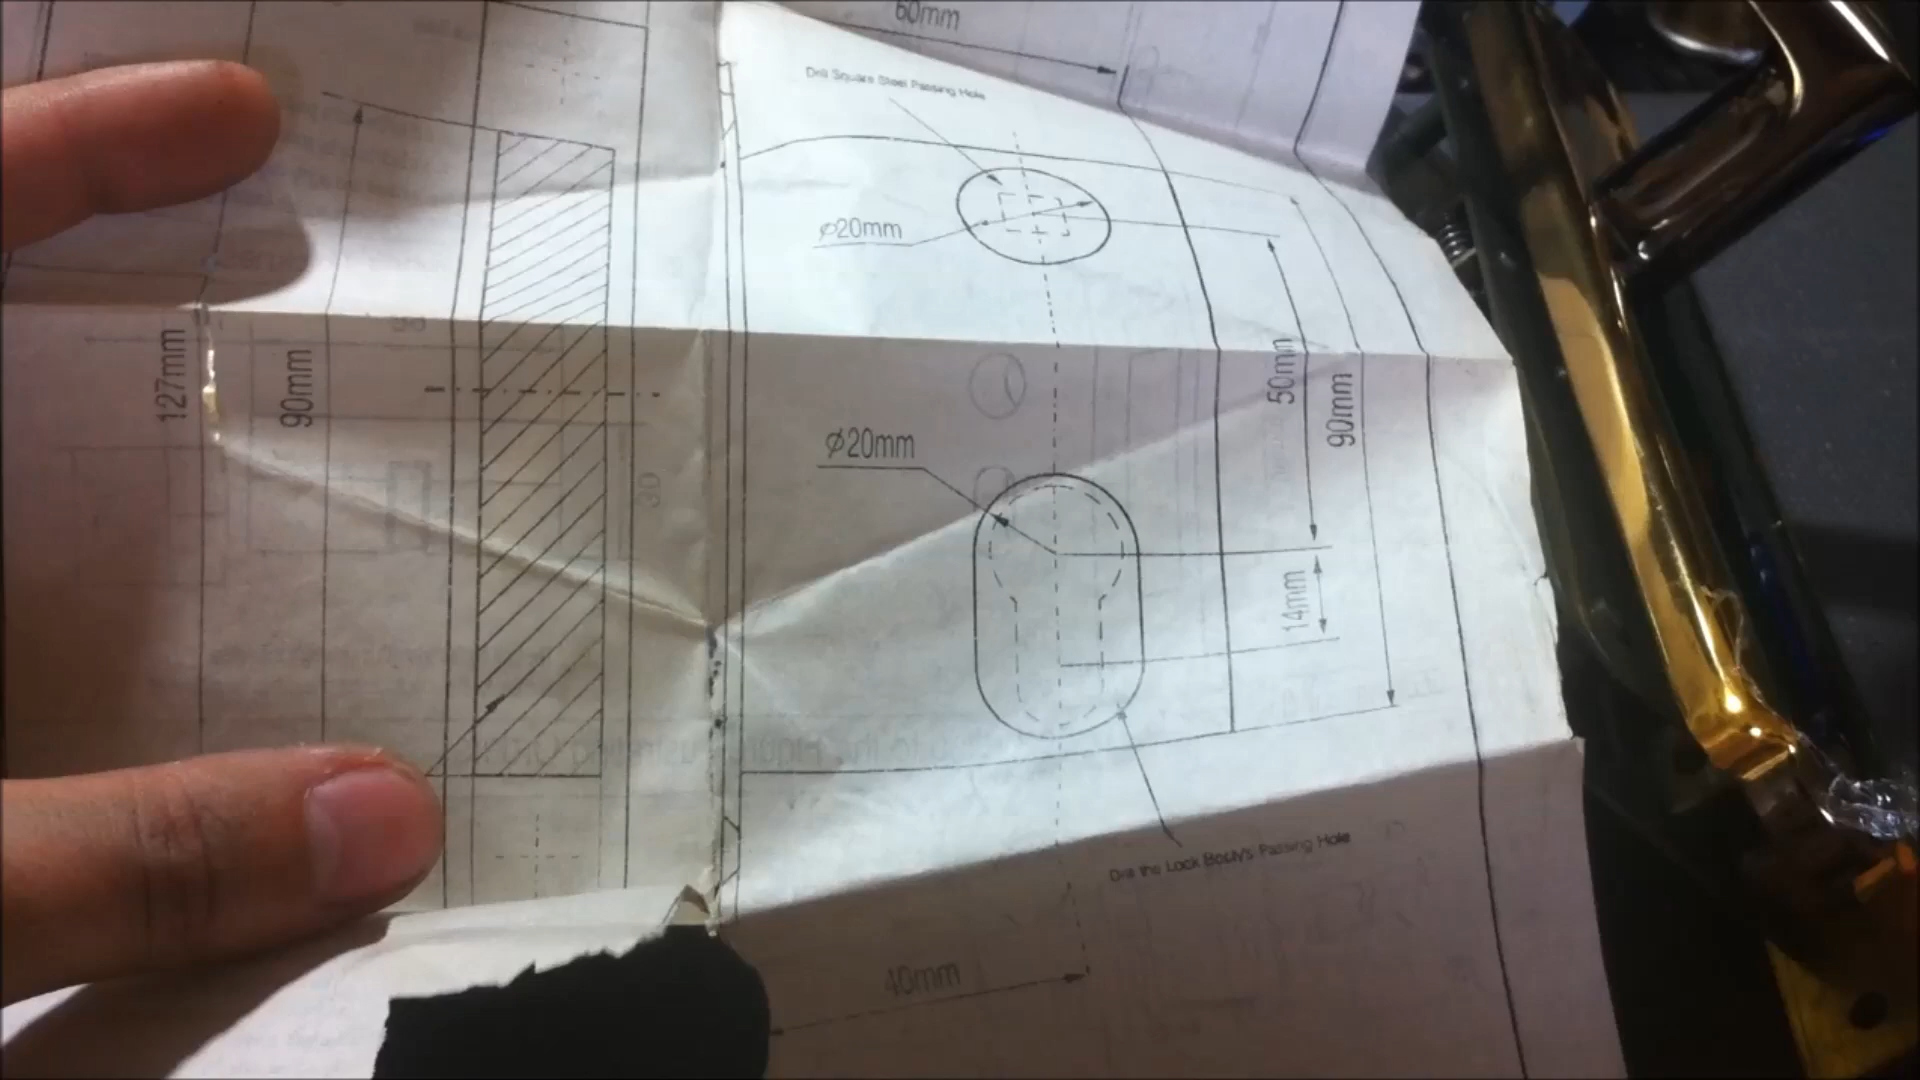 60mm
Drill Square Steel Passing Hole
ø20mm
127mm
90mm
50mm
90mm
ø20mm
14mm
Drill the Lock Body's Passing Hole
40mm